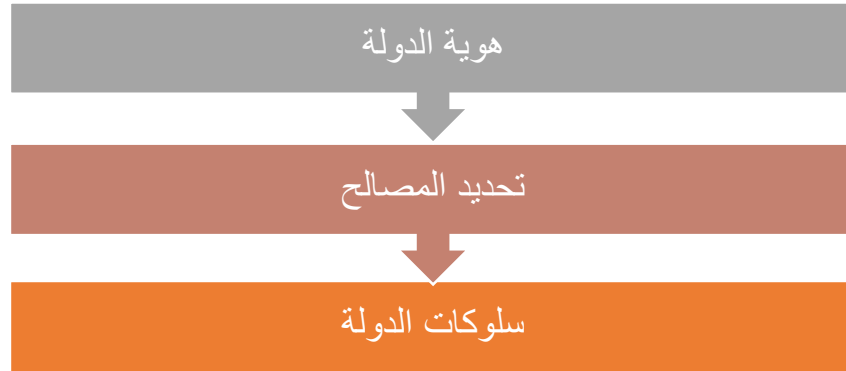 هوية الدولة
تحديد المصالح
سلوكات الدولة